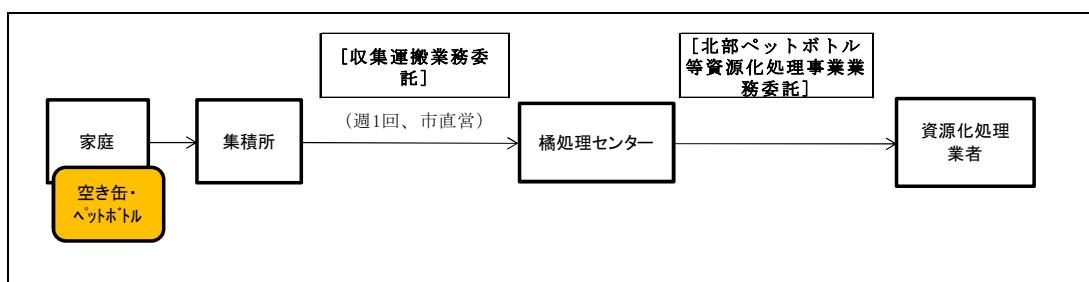 [収集運搬業務委
託]
[北部ペットボトル
等資源化処理事業業
務委託]
(週1回、市直営)
家庭
集積所
橘処理センター
資源化処理
業者
空き缶・
ﾍﾟｯﾄﾎﾞﾄﾙ